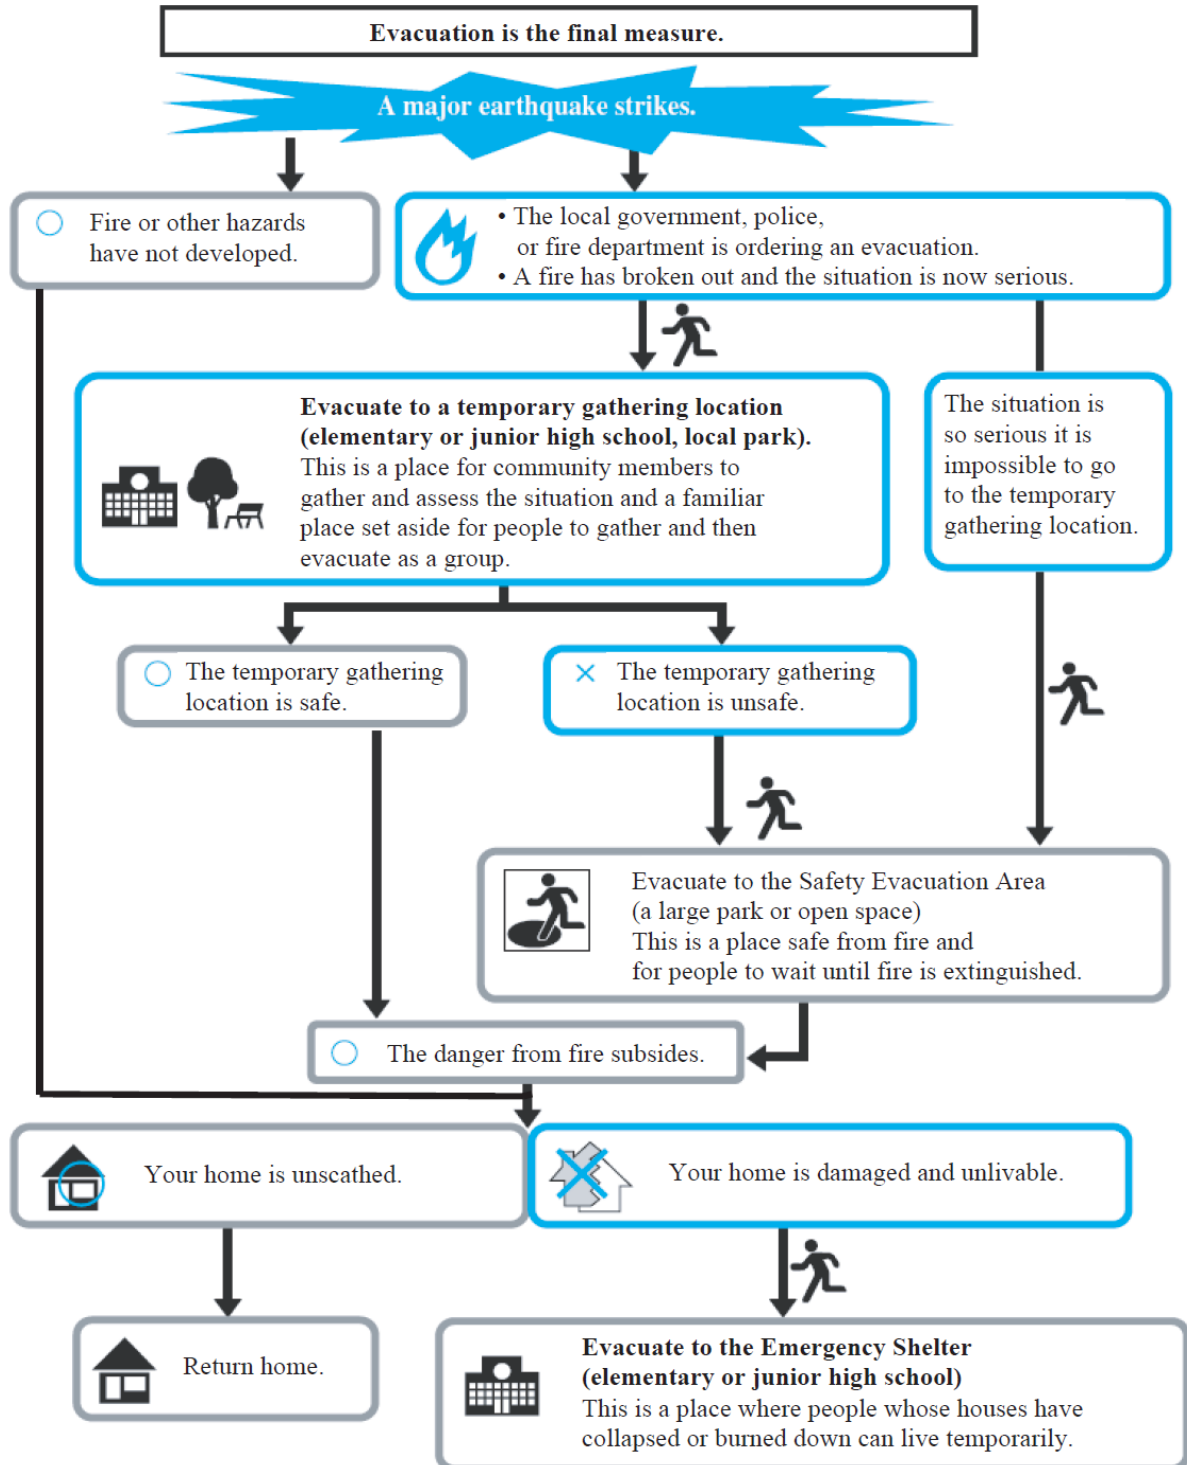 Evacuation is the final measure.
A major earthquake strikes.
Fire or other hazards
have not developed.
• The local government, police,
or fire department is ordering an evacuation.
• A fire has broken out and the situation is now serious.
Evacuate to a temporary gathering location
(elementary or junior high school, local park).
This is a place for community members to
gather and assess the situation and a familiar
place set aside for people to gather and then
evacuate as a group.
The situation is
so serious it is
impossible to go
to the temporary
gathering location.
The temporary gathering
location is safe.
The temporary gathering
location is unsafe.
Evacuate to the Safety Evacuation Area
(a large park or open space)
This is a place safe from fire and
for people to wait until fire is extinguished.
The danger from fire subsides.
Your home is unscathed.
Your home is damaged and unlivable.
Return home.
Evacuate to the Emergency Shelter
(elementary or junior high school)
This is a place where people whose houses have
collapsed or burned down can live temporarily.